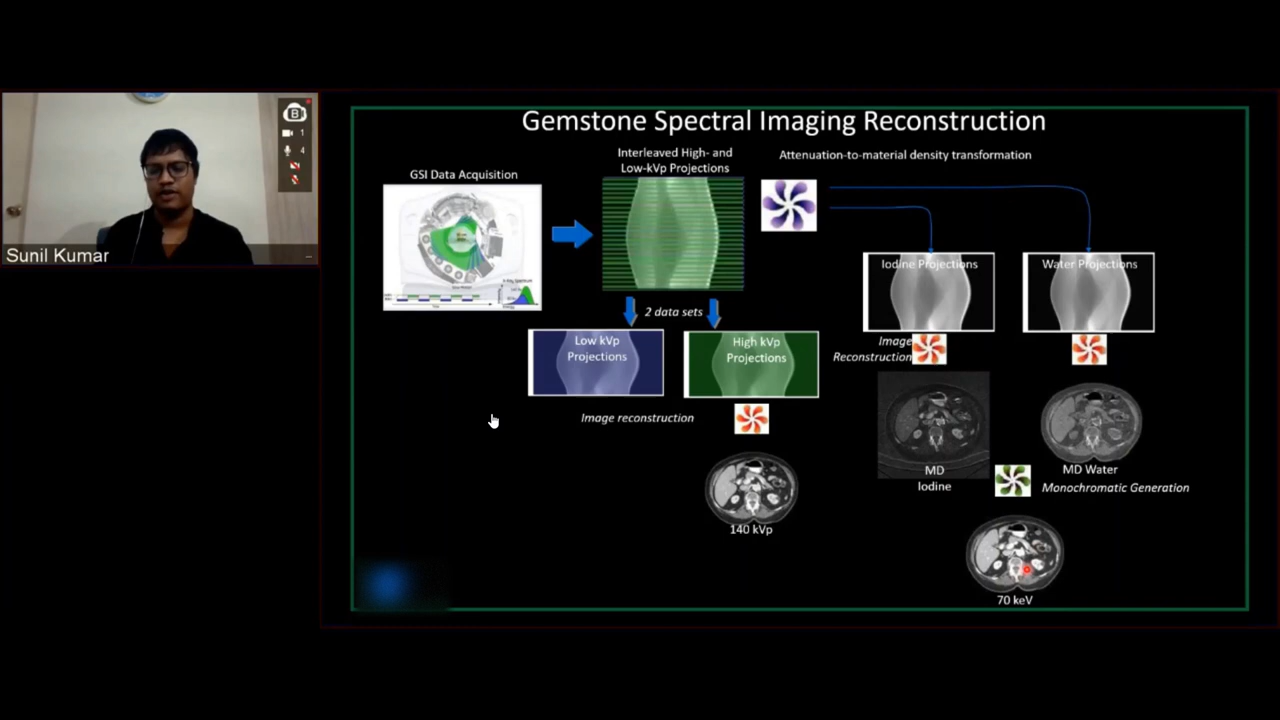 Gemstone Spectral Imaging Reconstruction
B
1
4
Sunil Kumar
GSI Data Acquisition
Interleaved High- and
Low-kVp Projections
Attenuation-to-material density transformation
2 data sets
Low kVp
Projections
High kVp
Projections
Image reconstruction
140 kVp
Iodine Projections
Water Projections
Image
Reconstruction
MD
Iodine
MD Water
Monochromatic Generation
70 keV